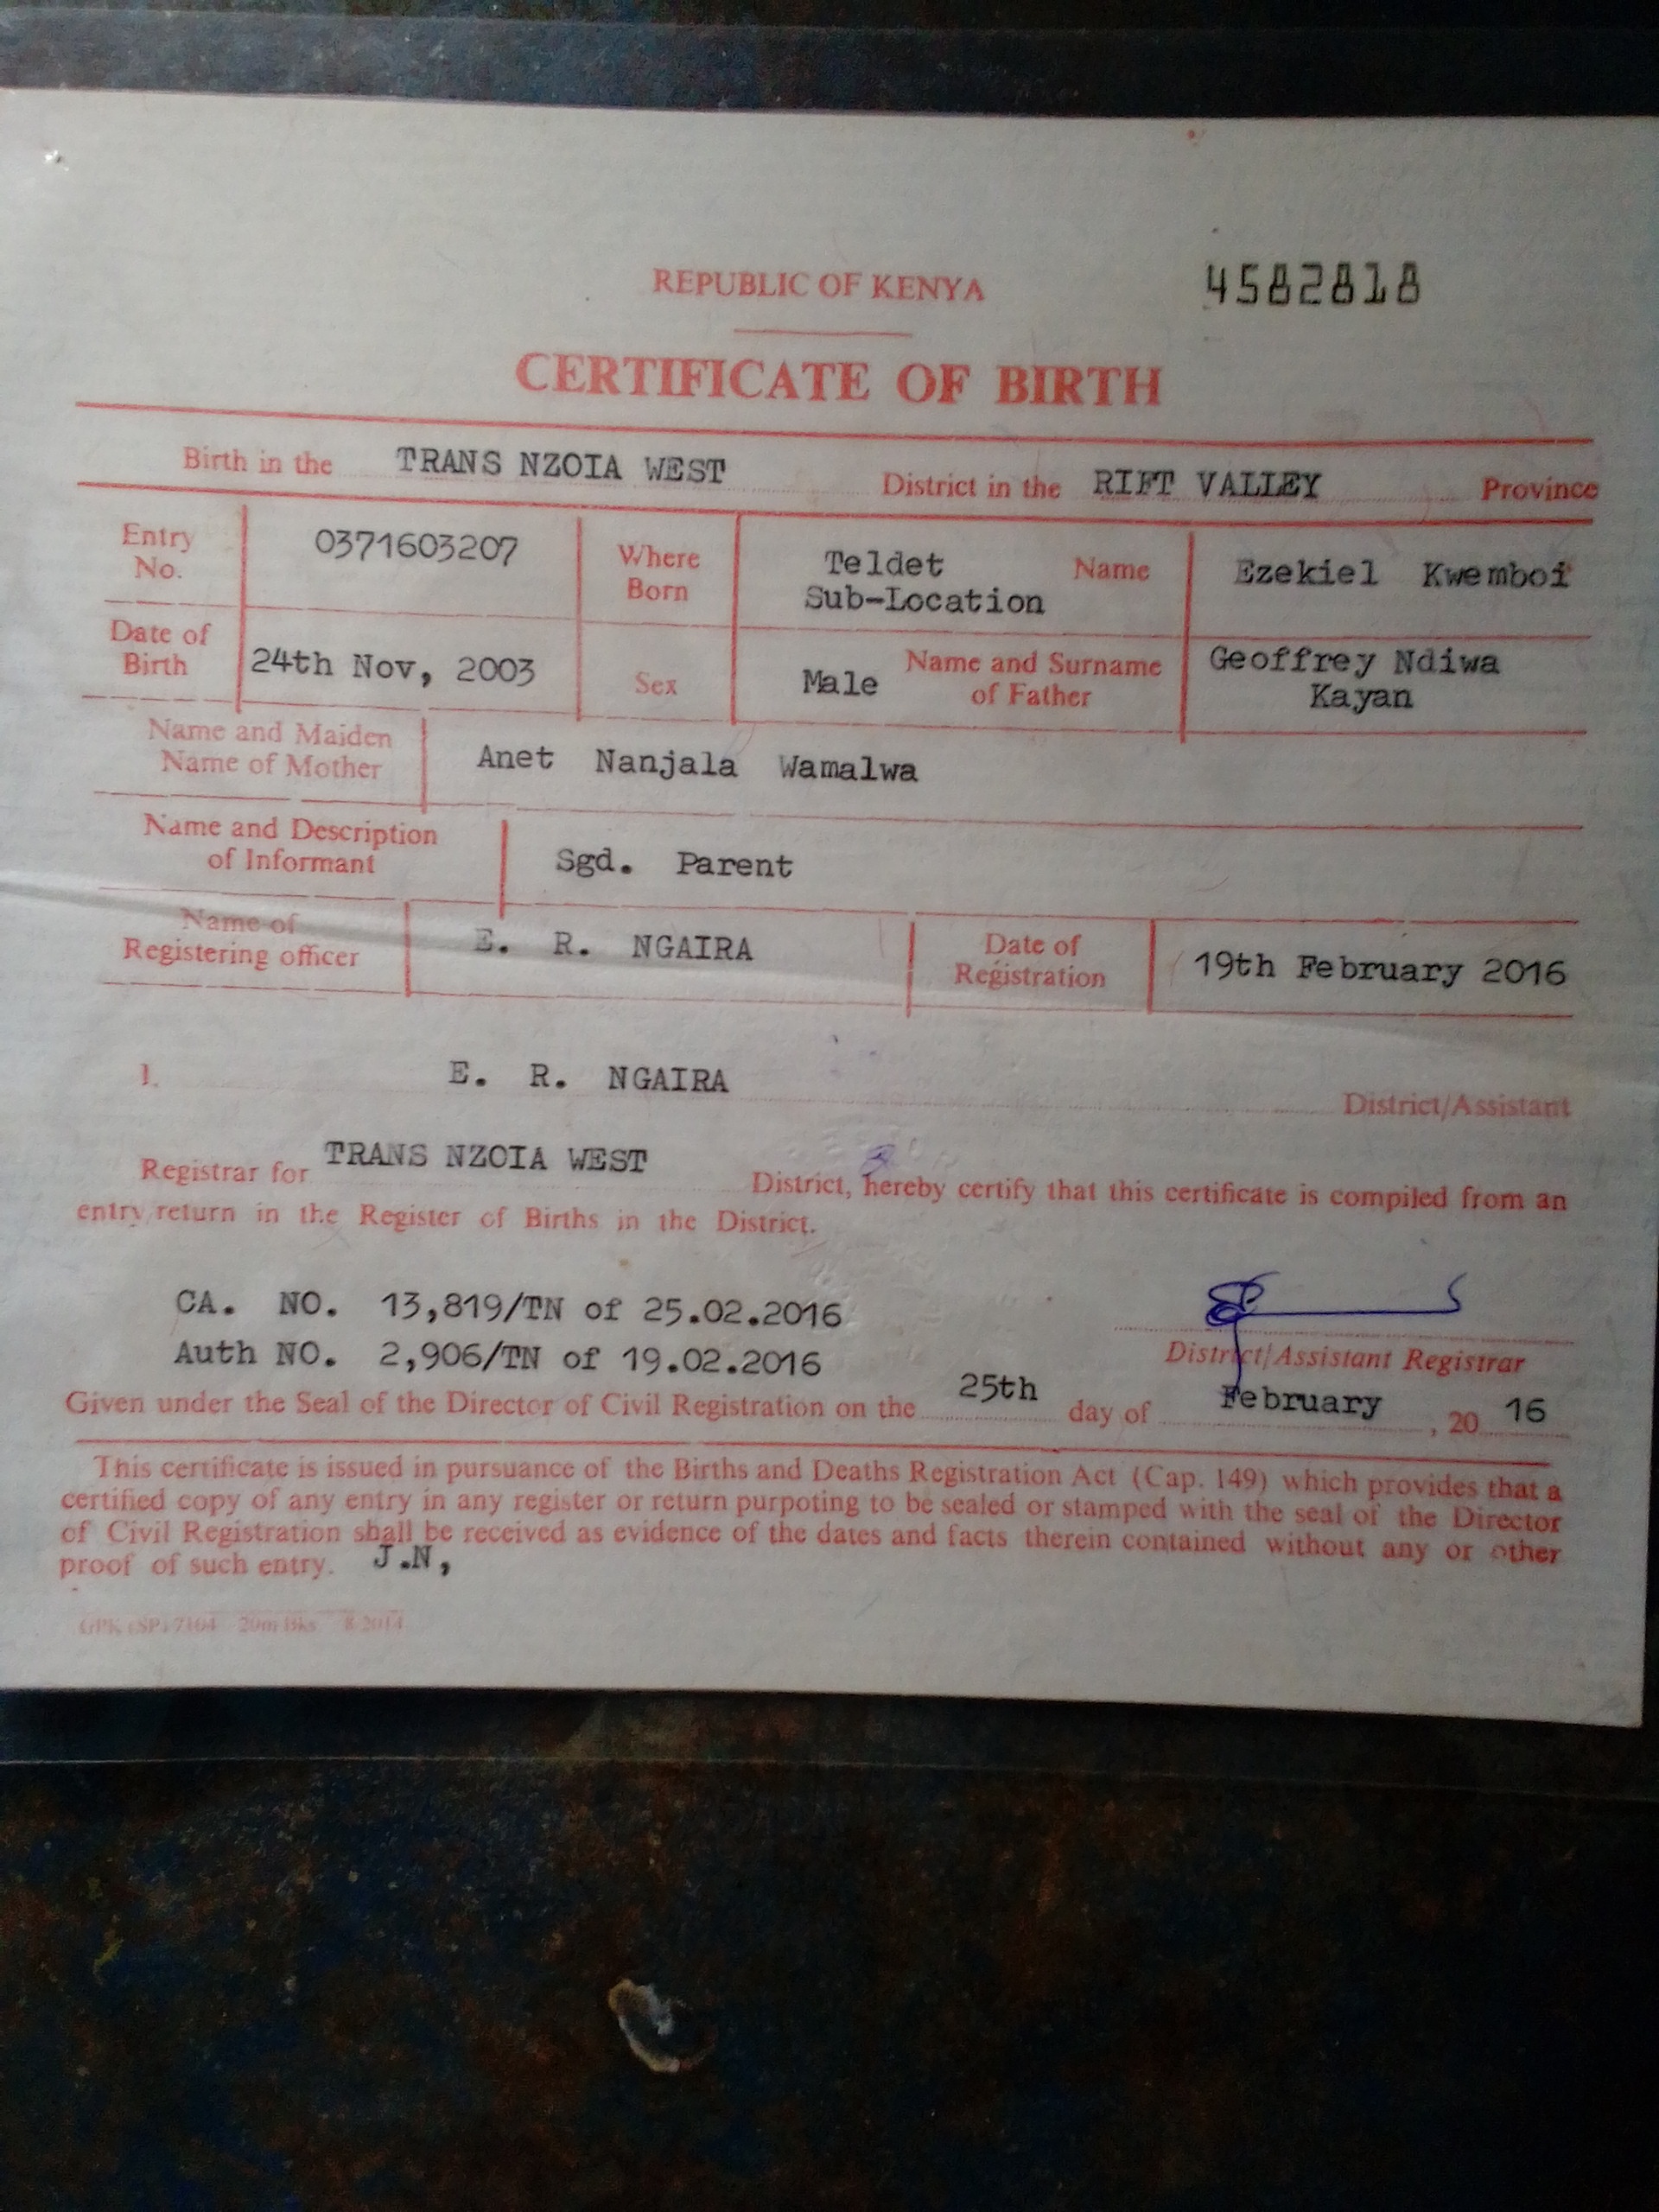 REPUBLIC OF KENYA
4582818
CERTIFICATE OF BIRTH
Birth in the TRANS NZOIA WEST District in the RIFT VALLEY Province
Entry No. 0371603207 Where Born Teldet Sub-Location Name Ezekiel Kwemboi
Date of Birth 24th Nov, 2003 Sex Male Name and Surname of Father Geoffrey Ndiwa Kayan
Name and Maiden Name of Mother Anet Nanjala Wamalwa
Name and Description of Informant Sgd. Parent
Name of Registering officer E. R. NGAIRA Date of Registration 19th February 2016
I, E. R. NGAIRA District/Assistant
Registrar for TRANS NZOIA WEST District, hereby certify that this certificate is compiled from an
entry/return in the Register of Births in the District.
CA. NO. 13,819/TN of 25.02.2016
Auth NO. 2,906/TN of 19.02.2016
District/Assistant Registrar
Given under the Seal of the Director of Civil Registration on the 25th day of February, 20 16
This certificate is issued in pursuance of the Births and Deaths Registration Act (Cap. 149) which provides that a
certified copy of any entry in any register or return purpoting to be sealed or stamped with the seal of the Director
of Civil Registration shall be received as evidence of the dates and facts therein contained without any or other
proof of such entry. J.N,
GPK (SP) 7104 20m Bks 8/2014